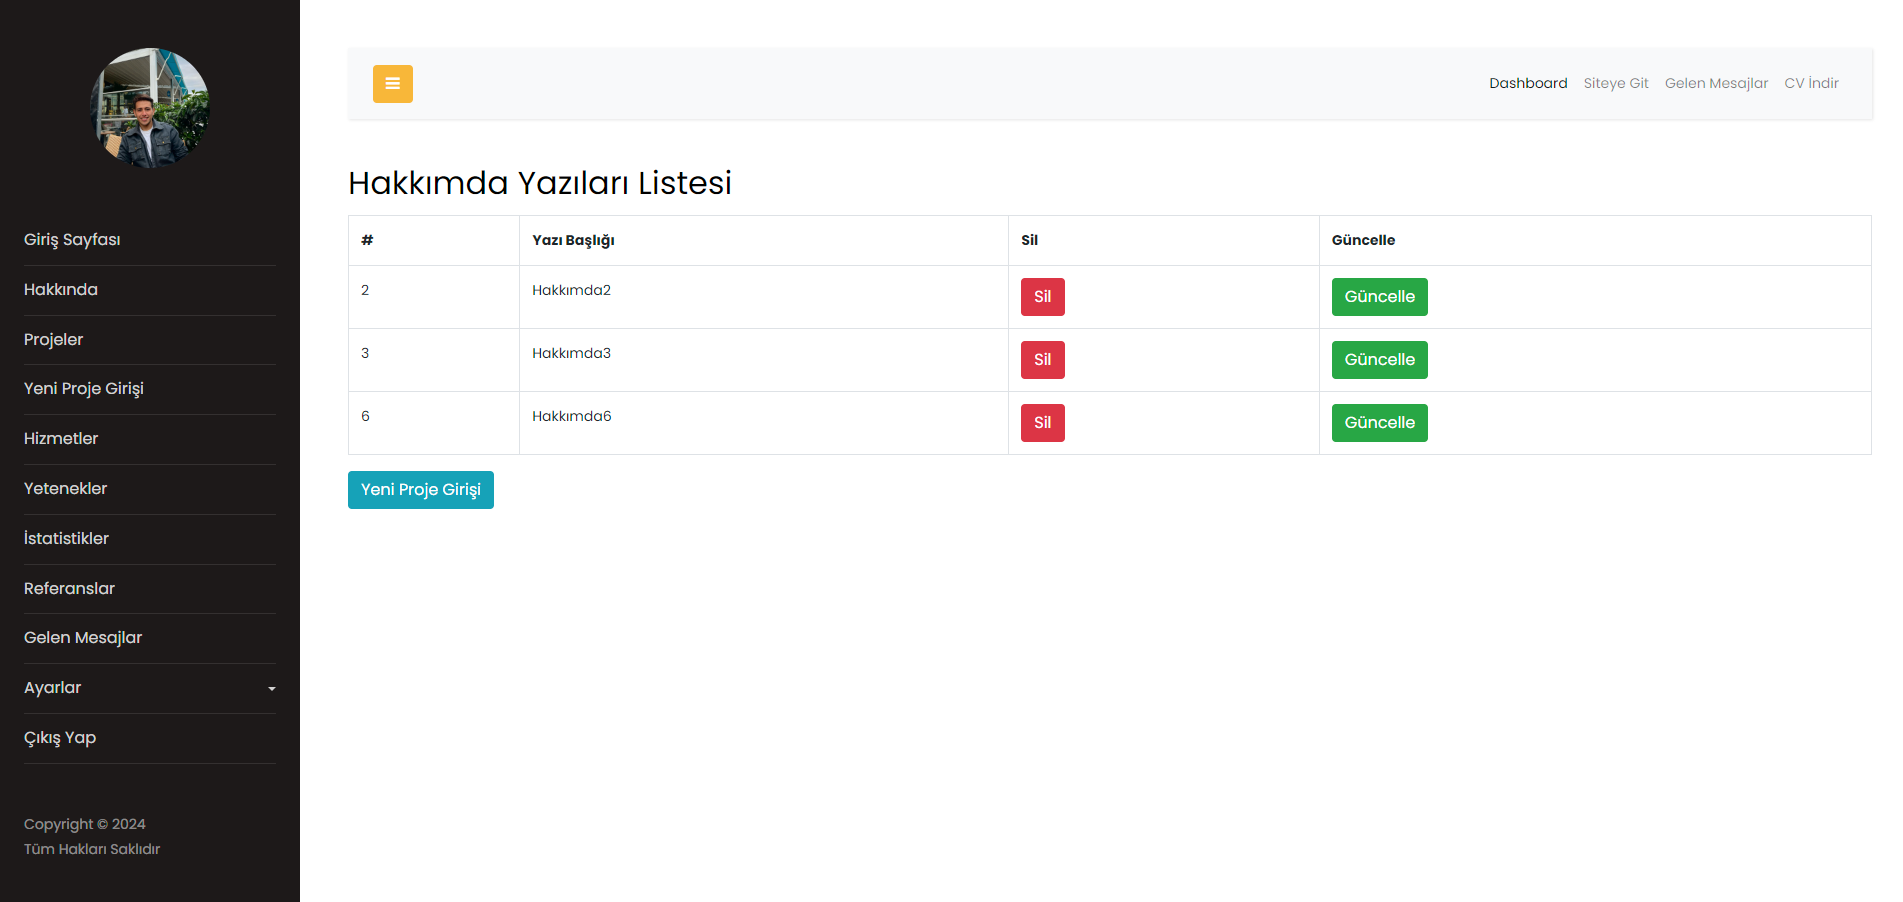 Giriş Sayfası
Hakkında
Projeler
Yeni Proje Girişi
Hizmetler
Yetenekler
İstatistikler
Referanslar
Gelen Mesajlar
Ayarlar
Çıkış Yap
Copyright © 2024
Tüm Hakları Saklıdır
Dashboard Siteye Git Gelen Mesajlar CV İndir
Hakkımda Yazıları Listesi
# Yazı Başlığı Sil Güncelle
2 Hakkımda2 Sil Güncelle
3 Hakkımda3 Sil Güncelle
6 Hakkımda6 Sil Güncelle
Yeni Proje Girişi